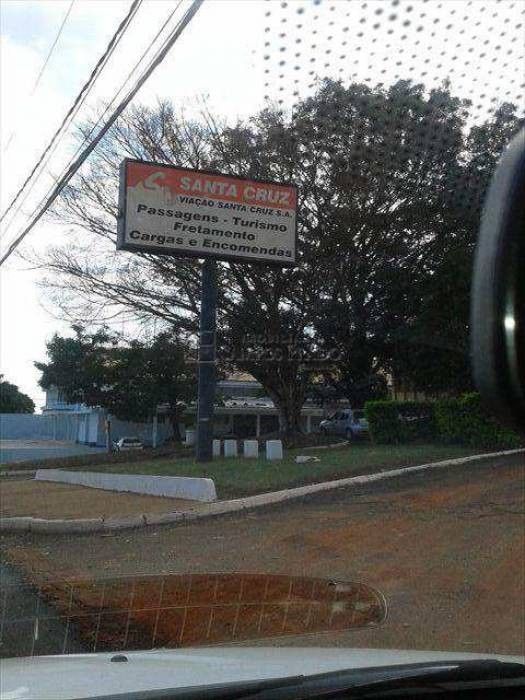 SANTA CRUZ
VIAÇÃO SANTA CRUZ S.A.
Passagens - Turismo
Fretamento
Cargas e Encomendas